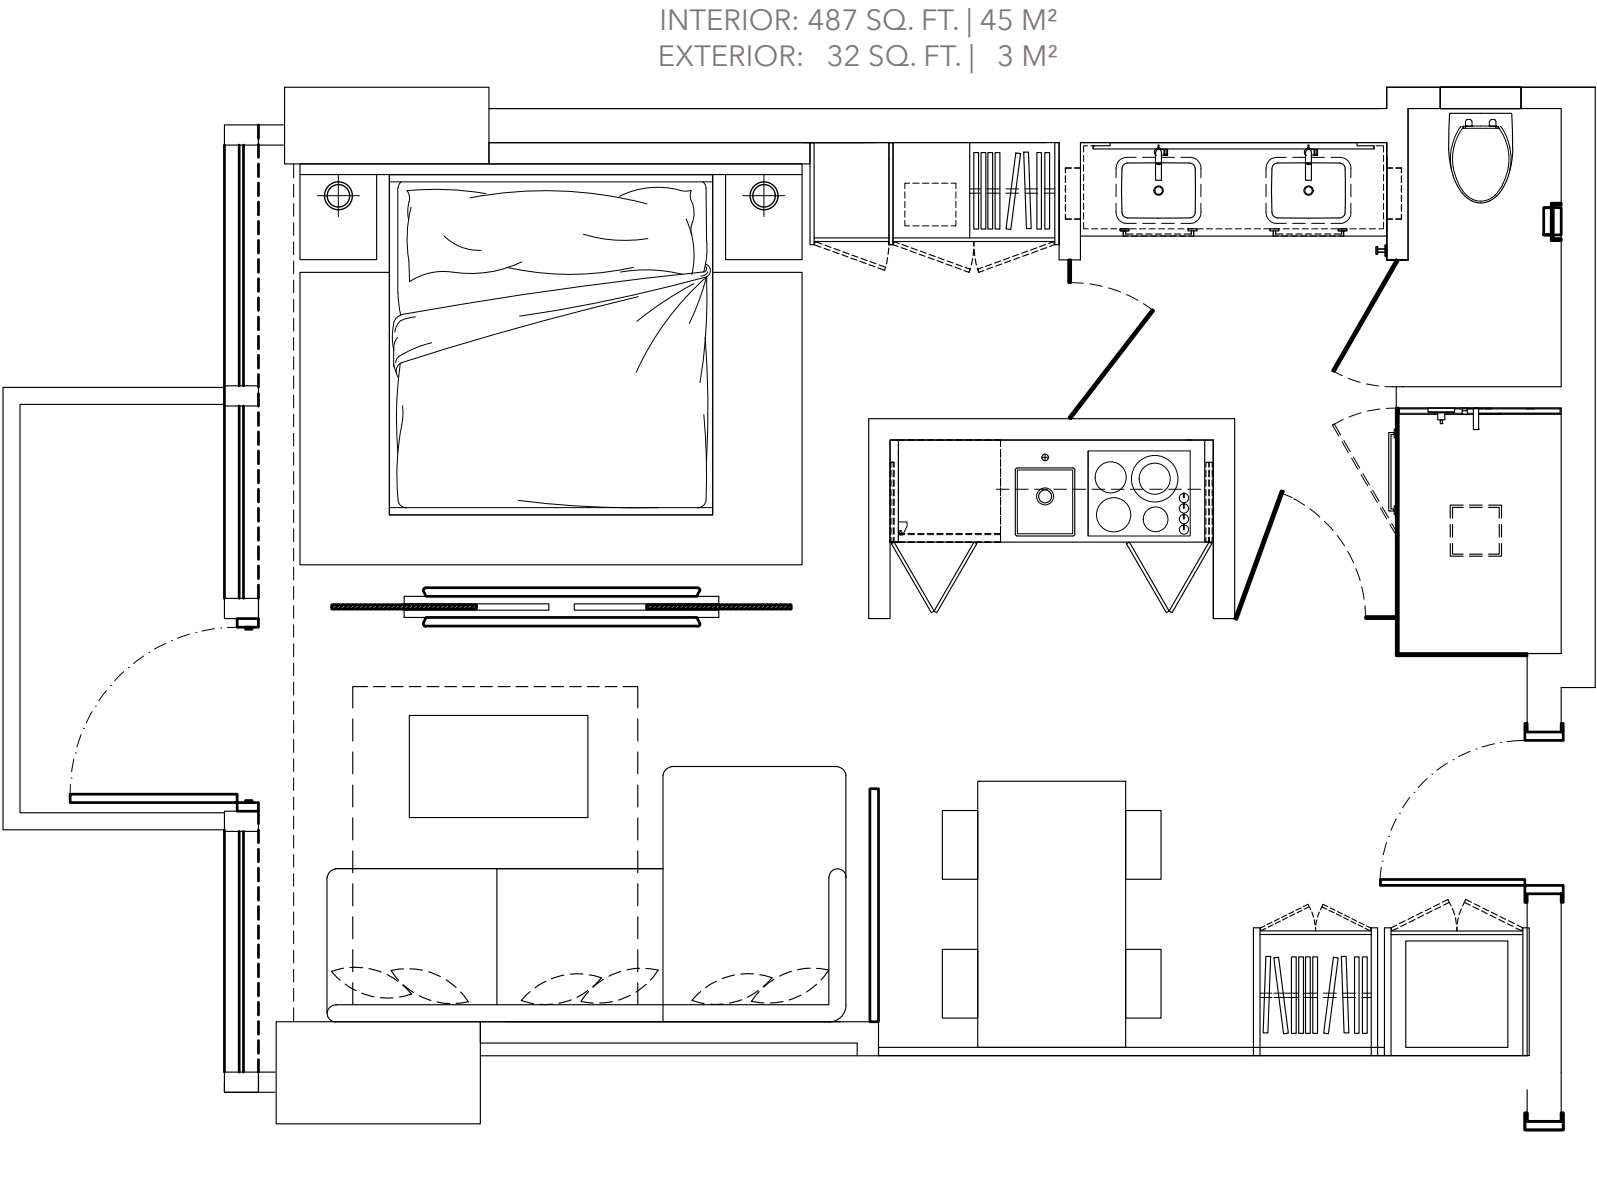 INTERIOR: 487 SQ. FT. | 45 M²
EXTERIOR: 32 SQ. FT. | 3 M²